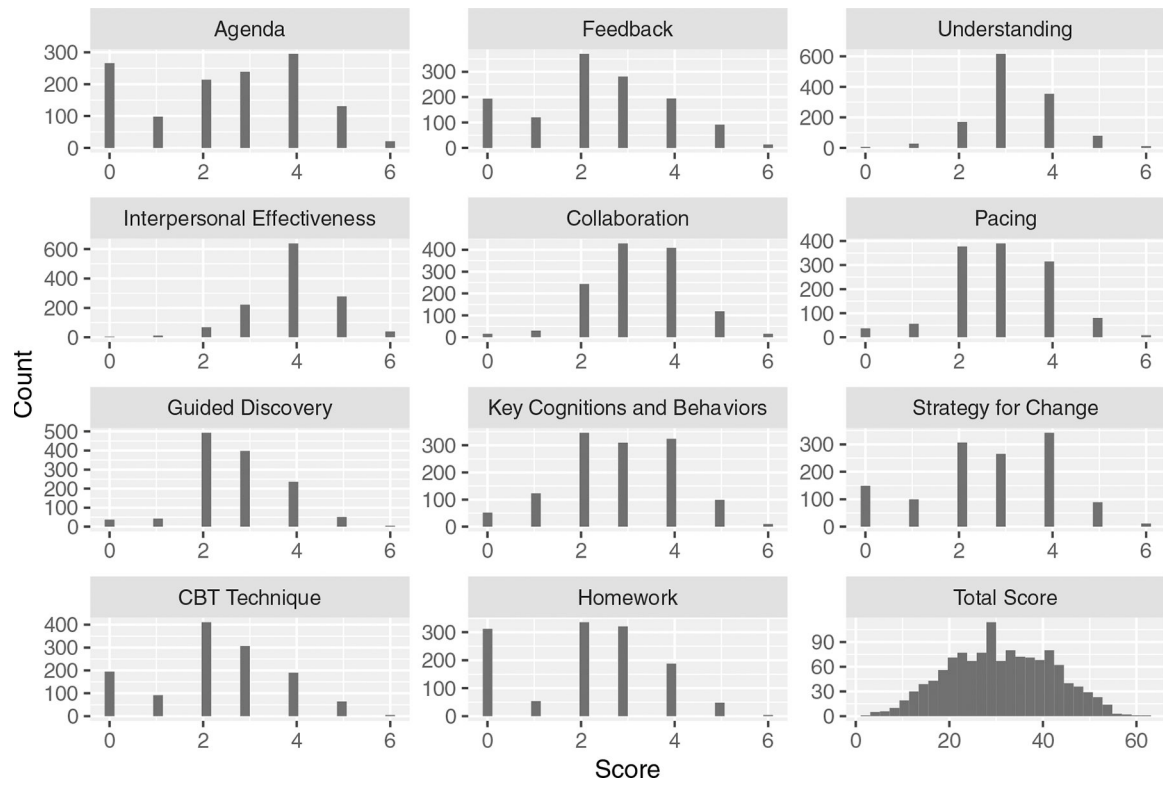 Agenda Feedback Understanding
300 200 100 0
300 200 100 0
600 400 200 0
0 2 4 6 0 2 4 6 0 2 4 6
Interpersonal Effectiveness Collaboration Pacing
600 400 200 0
400 300 200 100 0
400 300 200 100 0
0 2 4 6 0 2 4 6 0 2 4 6
Count
Guided Discovery Key Cognitions and Behaviors Strategy for Change
500 400 300 200 100 0
300 200 100 0
300 200 100 0
0 2 4 6 0 2 4 6 0 2 4 6
CBT Technique Homework Total Score
400 300 200 100 0
300 200 100 0
90 60 30 0
0 2 4 6 0 2 4 6 0 20 40 60
Score